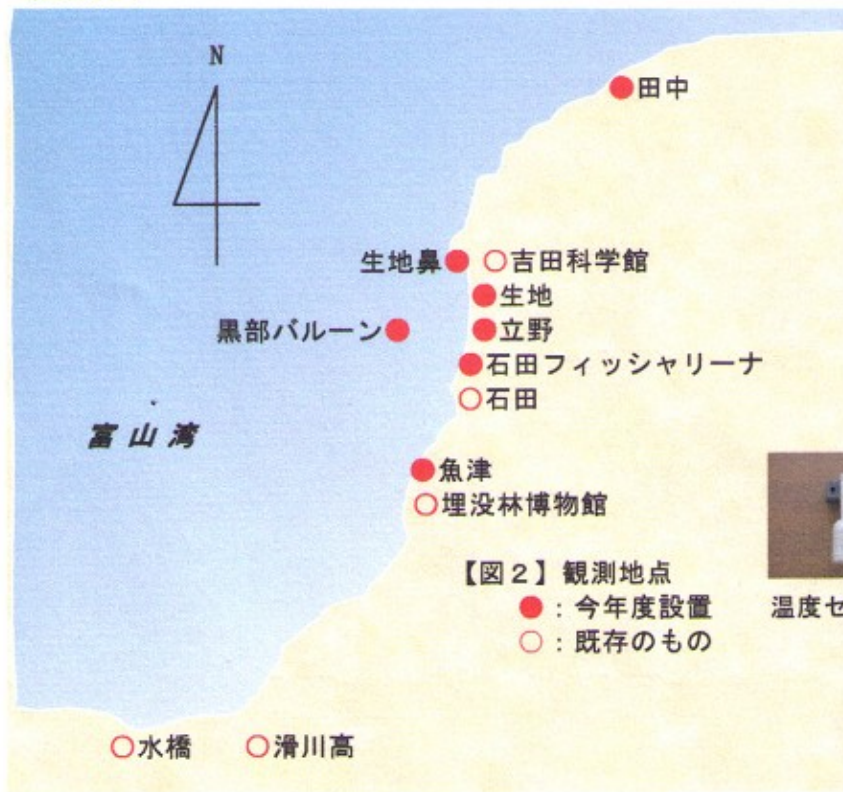 N
田中
生地鼻
吉田科学館
生地
黒部バルーン
立野
石田フィッシャリーナ
石田
富山湾
魚津
埋没林博物館
【図2】観測地点
●：今年度設置
○：既存のもの
温度セ
水橋
滑川高